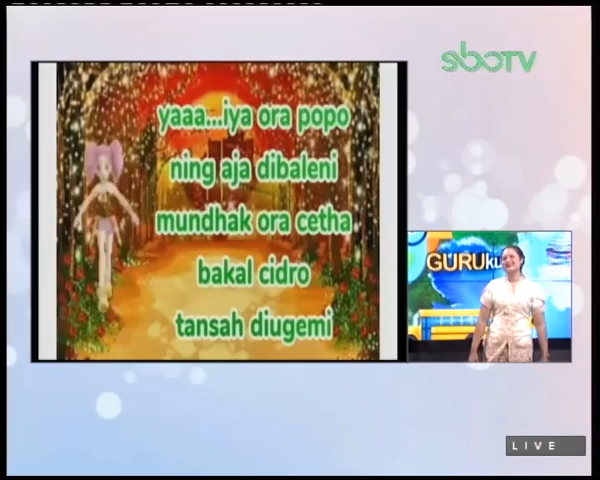 sboTV
yaaa...iya ora popo
ning aja dibaleni
mundhak ora cetha
bakal cidro
tansah diugemi
GURUku
LIVE